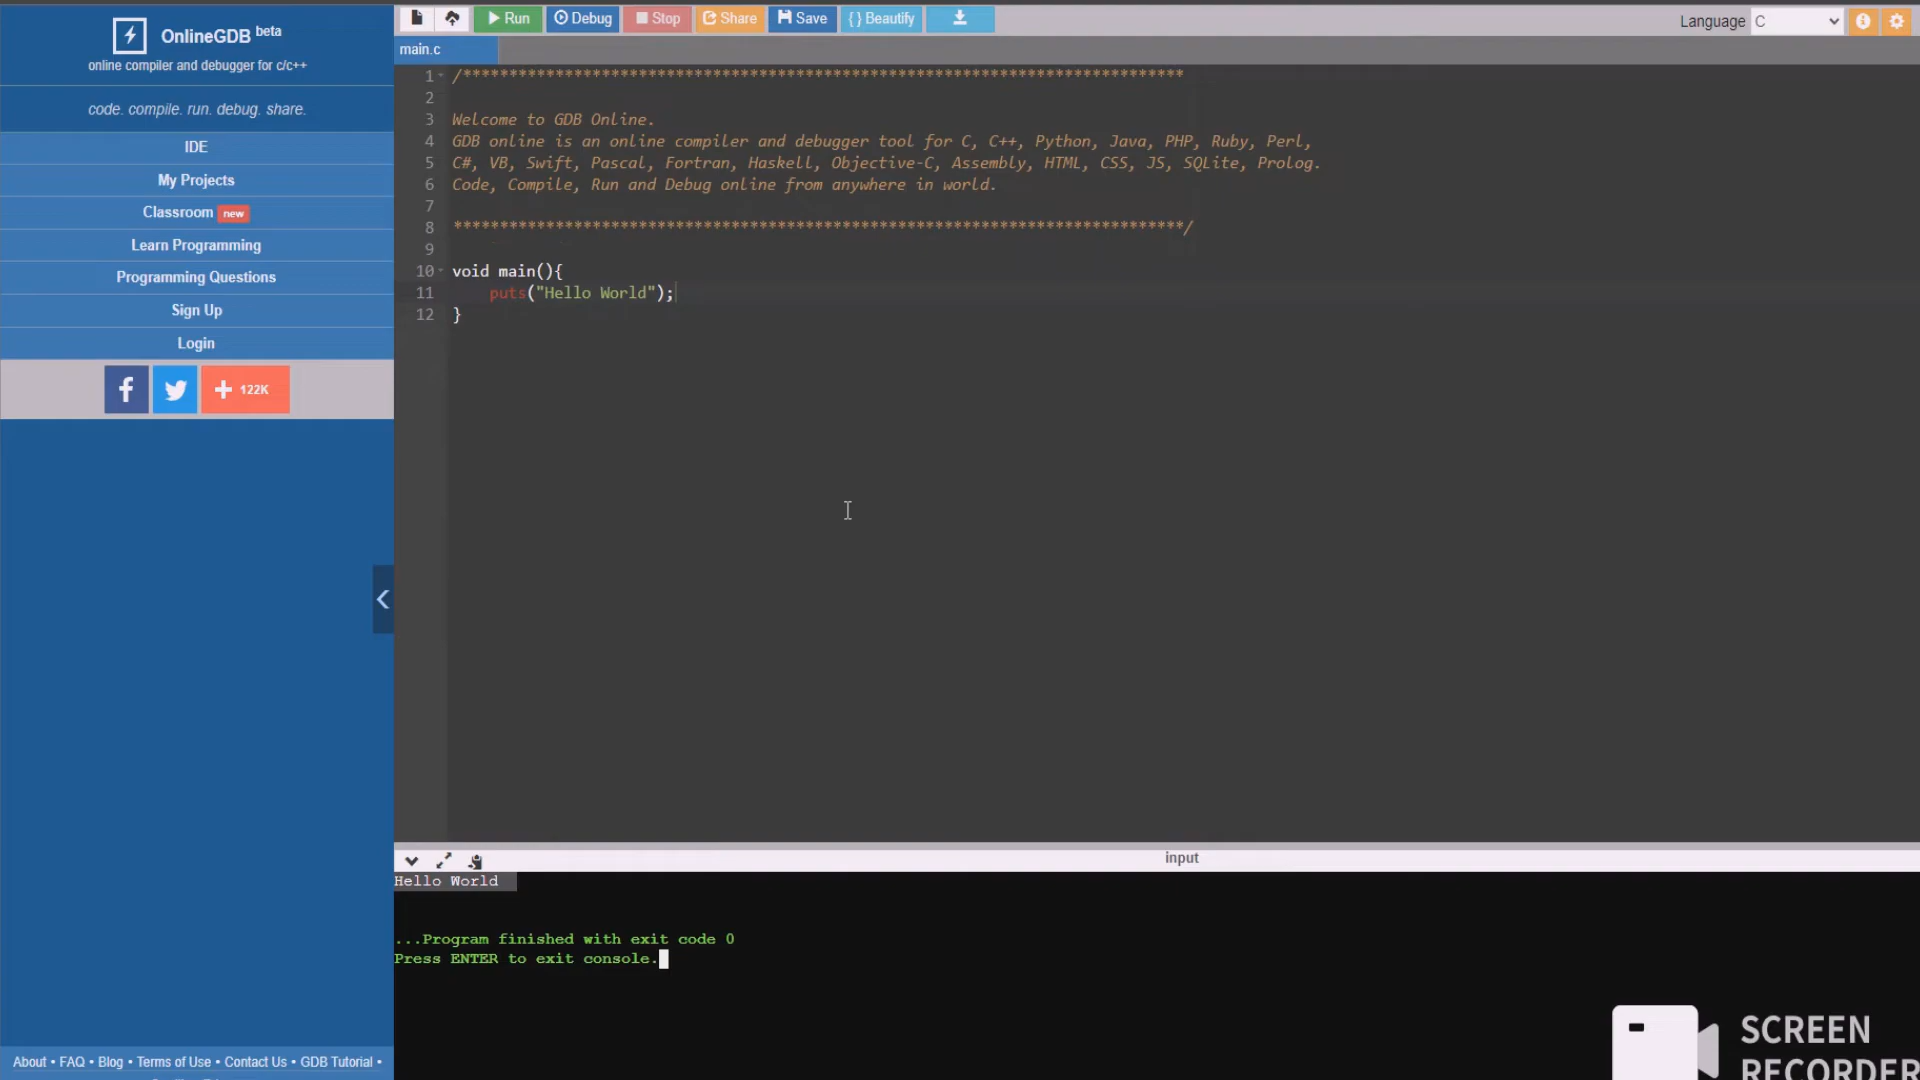 OnlineGDB beta
online compiler and debugger for c/c++
code. compile. run. debug. share.
IDE
My Projects
Classroom new
Learn Programming
Programming Questions
Sign Up
Login
f + 122K
About • FAQ • Blog • Terms of Use • Contact Us • GDB Tutorial •
Run Debug Stop Share Save { } Beautify
Language C
main.c
1 /******************************************************************************
2
3 Welcome to GDB Online.
4 GDB online is an online compiler and debugger tool for C, C++, Python, Java, PHP, Ruby, Perl,
5 C#, VB, Swift, Pascal, Fortran, Haskell, Objective-C, Assembly, HTML, CSS, JS, SQLite, Prolog.
6 Code, Compile, Run and Debug online from anywhere in world.
7
8 *******************************************************************************/
9
10 void main(){
11 puts("Hello World");
12 }
input
Hello World
...Program finished with exit code 0
Press ENTER to exit console.
SCREEN
RECORDER